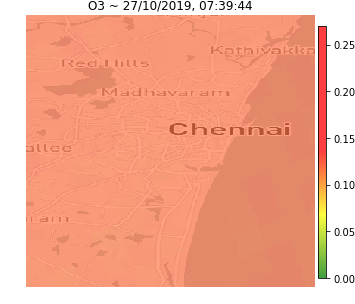 O3 ~ 27/10/2019, 07:39:44
Kathivakka
Red Hills
Madhavaram
Chennai
allee
ram
0.25
0.20
0.15
0.10
0.05
0.00